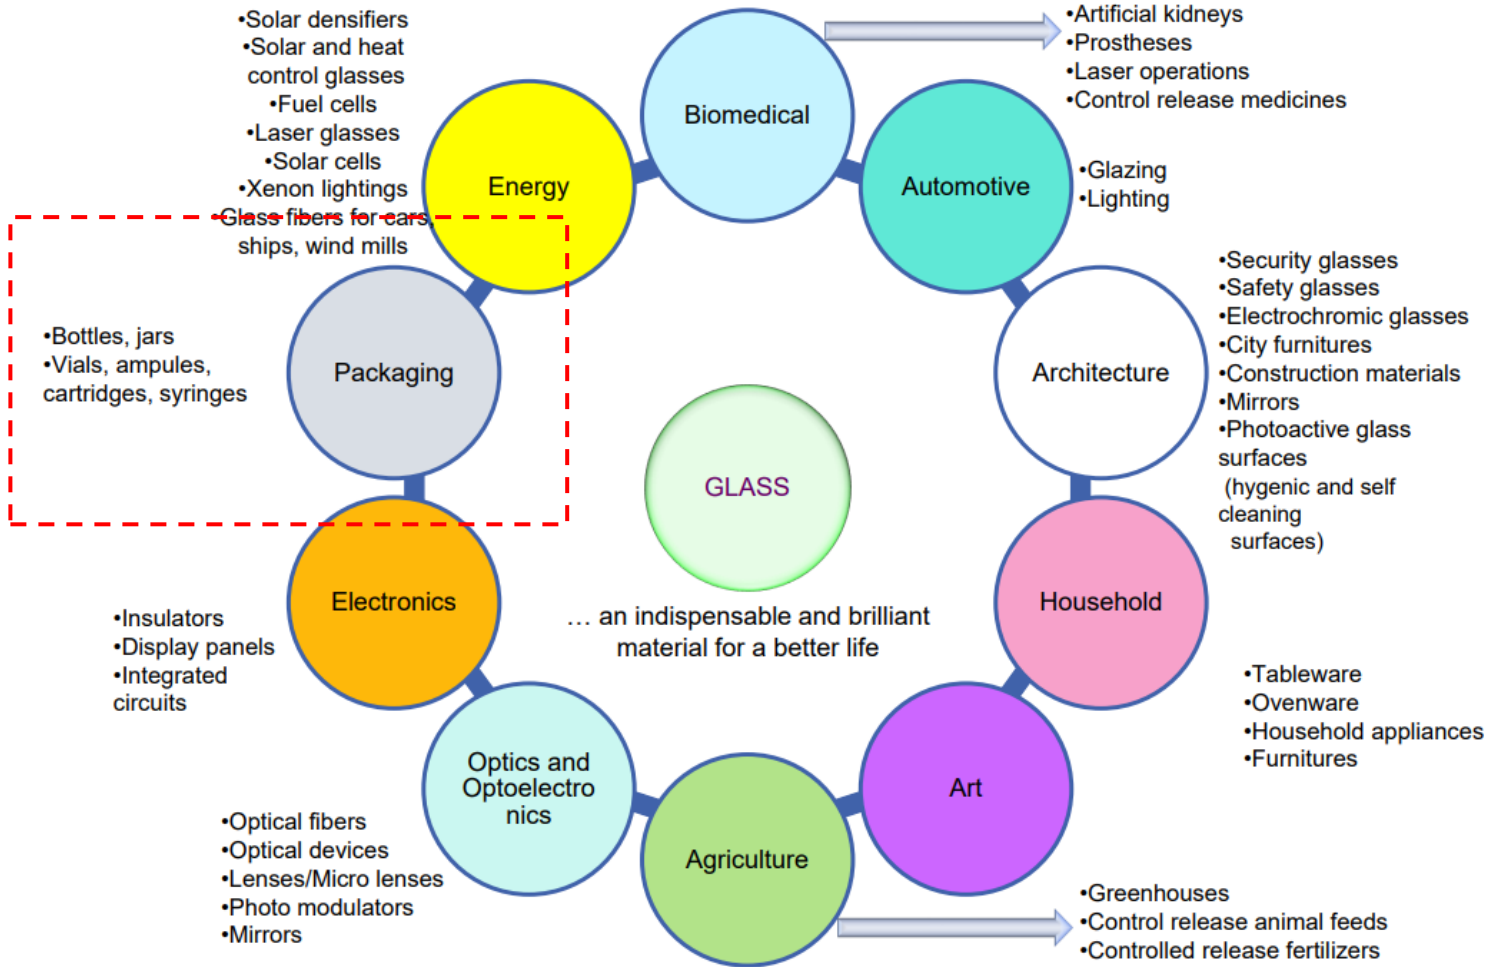 •Solar densifiers
•Solar and heat
control glasses
•Fuel cells
•Laser glasses
•Solar cells
•Xenon lightings
•Glass fibers for cars,
ships, wind mills
Energy
Biomedical
•Artificial kidneys
•Prostheses
•Laser operations
•Control release medicines
Automotive
•Glazing
•Lighting
•Bottles, jars
•Vials, ampules,
cartridges, syringes
Packaging
Architecture
•Security glasses
•Safety glasses
•Electrochromic glasses
•City furnitures
•Construction materials
•Mirrors
•Photoactive glass
surfaces
(hygenic and self
cleaning
surfaces)
GLASS
… an indispensable and brilliant
material for a better life
Electronics
•Insulators
•Display panels
•Integrated
circuits
Household
•Tableware
•Ovenware
•Household appliances
•Furnitures
Optics and
Optoelectro
nics
•Optical fibers
•Optical devices
•Lenses/Micro lenses
•Photo modulators
•Mirrors
Agriculture
Art
•Greenhouses
•Control release animal feeds
•Controlled release fertilizers